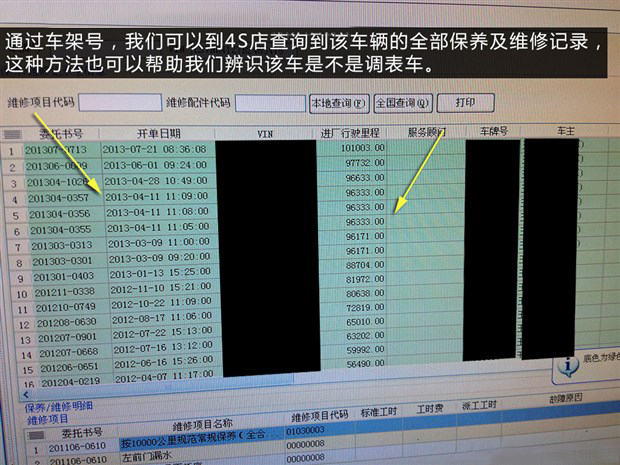 通过车架号，我们可以到4S店查询到该车辆的全部保养及维修记录，
这种方法也可以帮助我们辨识该车是不是调表车。
维修项目代码 维修配件代码 本地查询(F) 全国查询(R) 打印
委托书号 开单日期 VIN 进厂行驶里程 服务顾问 车牌号 车主
1 2013-07-21 08:36:08 101003.00
2 2013-06-01 09:24:00 97732.00
3 2013-04-28 10:49:00 96633.00
4 201304-0357 2013-04-11 11:09:00 96333.00
5 201304-0356 2013-04-11 11:08:00 96333.00
6 201304-0355 2013-04-11 11:05:00 96333.00
7 201303-0313 2013-03-09 11:00:00 96171.00
8 201303-0301 2013-03-09 09:20:00 96171.00
9 201301-0403 2013-01-13 15:25:00 88704.00
10 201211-0338 2012-11-10 15:21:00 81972.00
11 201210-0749 2012-10-22 11:09:00 80638.00
12 201208-0630 2012-08-17 11:06:00 72819.00
13 201207-0901 2012-07-22 15:13:00 65010.00
14 201207-0668 2012-07-16 13:12:00 63202.00
15 201206-0651 2012-06-16 13:26:00 59992.00
16 201204-0219 2012-04-07 11:17:00 56490.00
底色为绿色
保养/维修明细
维修项目
委托书号 维修项目名称 维修项目代码 标准工时 工时费 派工工时 故障原因
1 201106-0610 按10000公里规范常规保养(全合... 01030003
2 201106-0610 左前门漏水 00000008
00000008